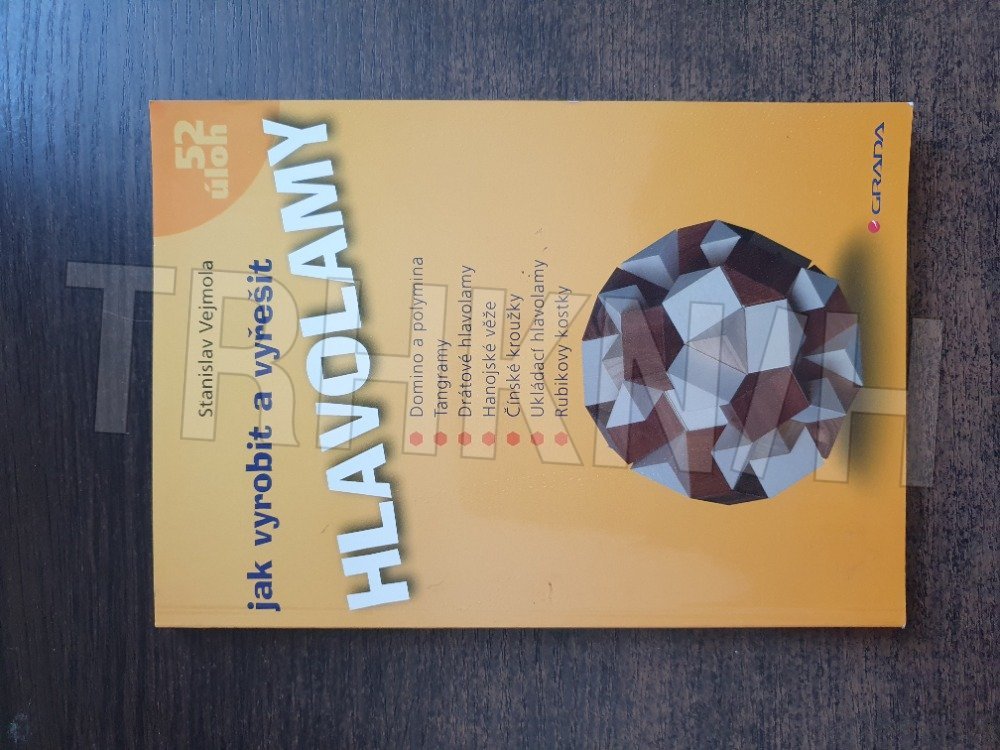 52
úloh
Stanislav Vejmola
jak vyrobit a vyřešit
HLAVOLAMY
Domino a polymina
Tangramy
Drátové hlavolamy
Hanojské věže
Čínské kroužky
Ukládací hlavolamy
Rubikovy kostky
GRADA